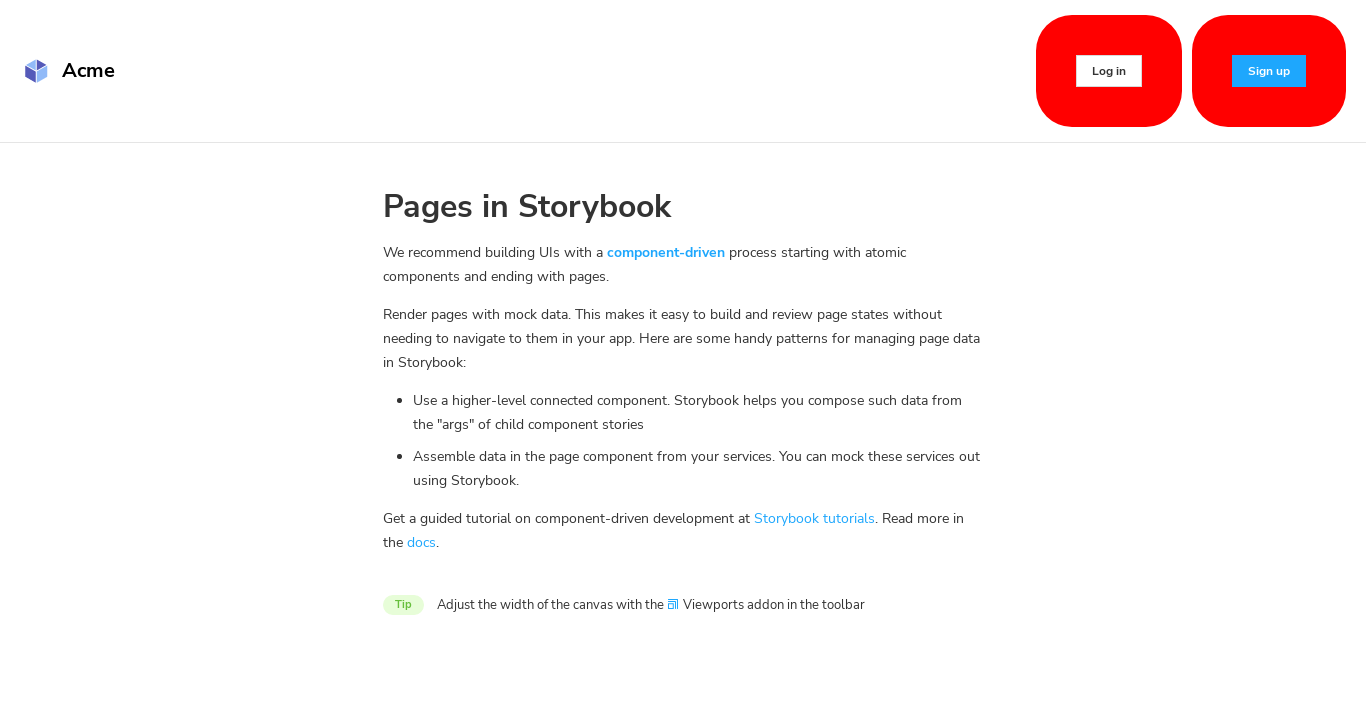 Acme
Log in
Sign up
Pages in Storybook
We recommend building UIs with a component-driven process starting with atomic
components and ending with pages.
Render pages with mock data. This makes it easy to build and review page states without
needing to navigate to them in your app. Here are some handy patterns for managing page data
in Storybook:
Use a higher-level connected component. Storybook helps you compose such data from
the "args" of child component stories
Assemble data in the page component from your services. You can mock these services out
using Storybook.
Get a guided tutorial on component-driven development at Storybook tutorials. Read more in
the docs.
Tip Adjust the width of the canvas with the Viewports addon in the toolbar